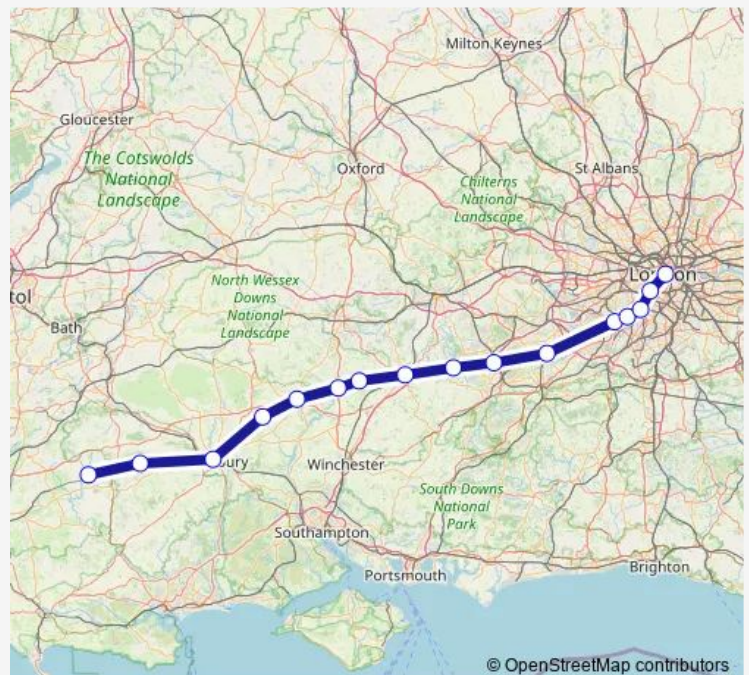 Milton Keynes
Gloucester
The Cotswolds
National
Landscape
Oxford
St Albans
Chilterns
National
Landscape
North Wessex
Downs
National
Landscape
London
tol
Bath
bury
Winchester
South Downs
National
Park
Southampton
Portsmouth
Brighton
© OpenStreetMap contributors